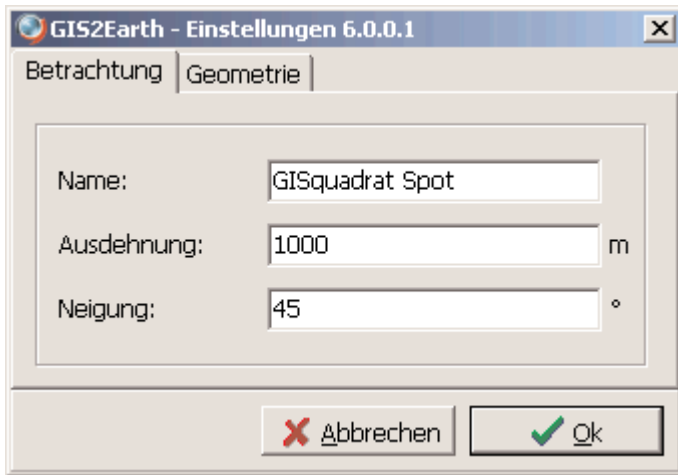 GIS2Earth - Einstellungen 6.0.0.1
Betrachtung Geometrie
Name: GISquadrat Spot
Ausdehnung: 1000 m
Neigung: 45 °
Abbrechen Ok